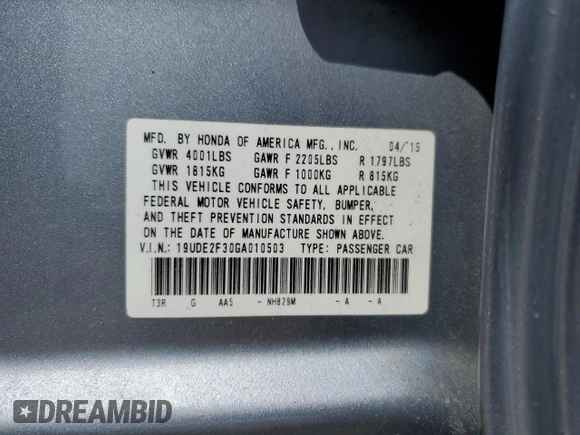 MFD. BY HONDA OF AMERICA MFG., INC. 04/'15
GVWR 4001LBS GAWR F 2205LBS R 1797LBS
GVWR 1815KG GAWR F 1000KG R 815KG
THIS VEHICLE CONFORMS TO ALL APPLICABLE
FEDERAL MOTOR VEHICLE SAFETY, BUMPER,
AND THEFT PREVENTION STANDARDS IN EFFECT
ON THE DATE OF MANUFACTURE SHOWN ABOVE.
V.I.N.: 19UDE2F30GA010503 TYPE: PASSENGER CAR
T3R G AA5 - NH829M - A - A
DREAMBID